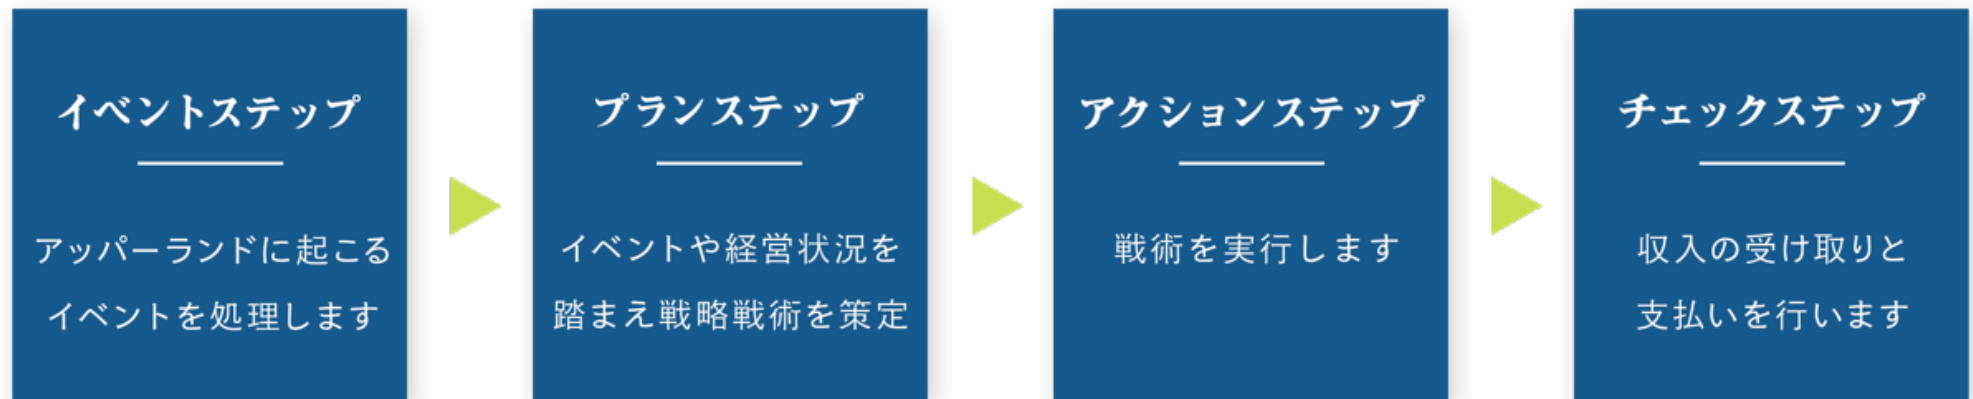 イベントステップ
アッパーランドに起こる
イベントを処理します
プランステップ
イベントや経営状況を
踏まえ戦略戦術を策定
アクションステップ
戦術を実行します
チェックステップ
収入の受け取りと
支払いを行います